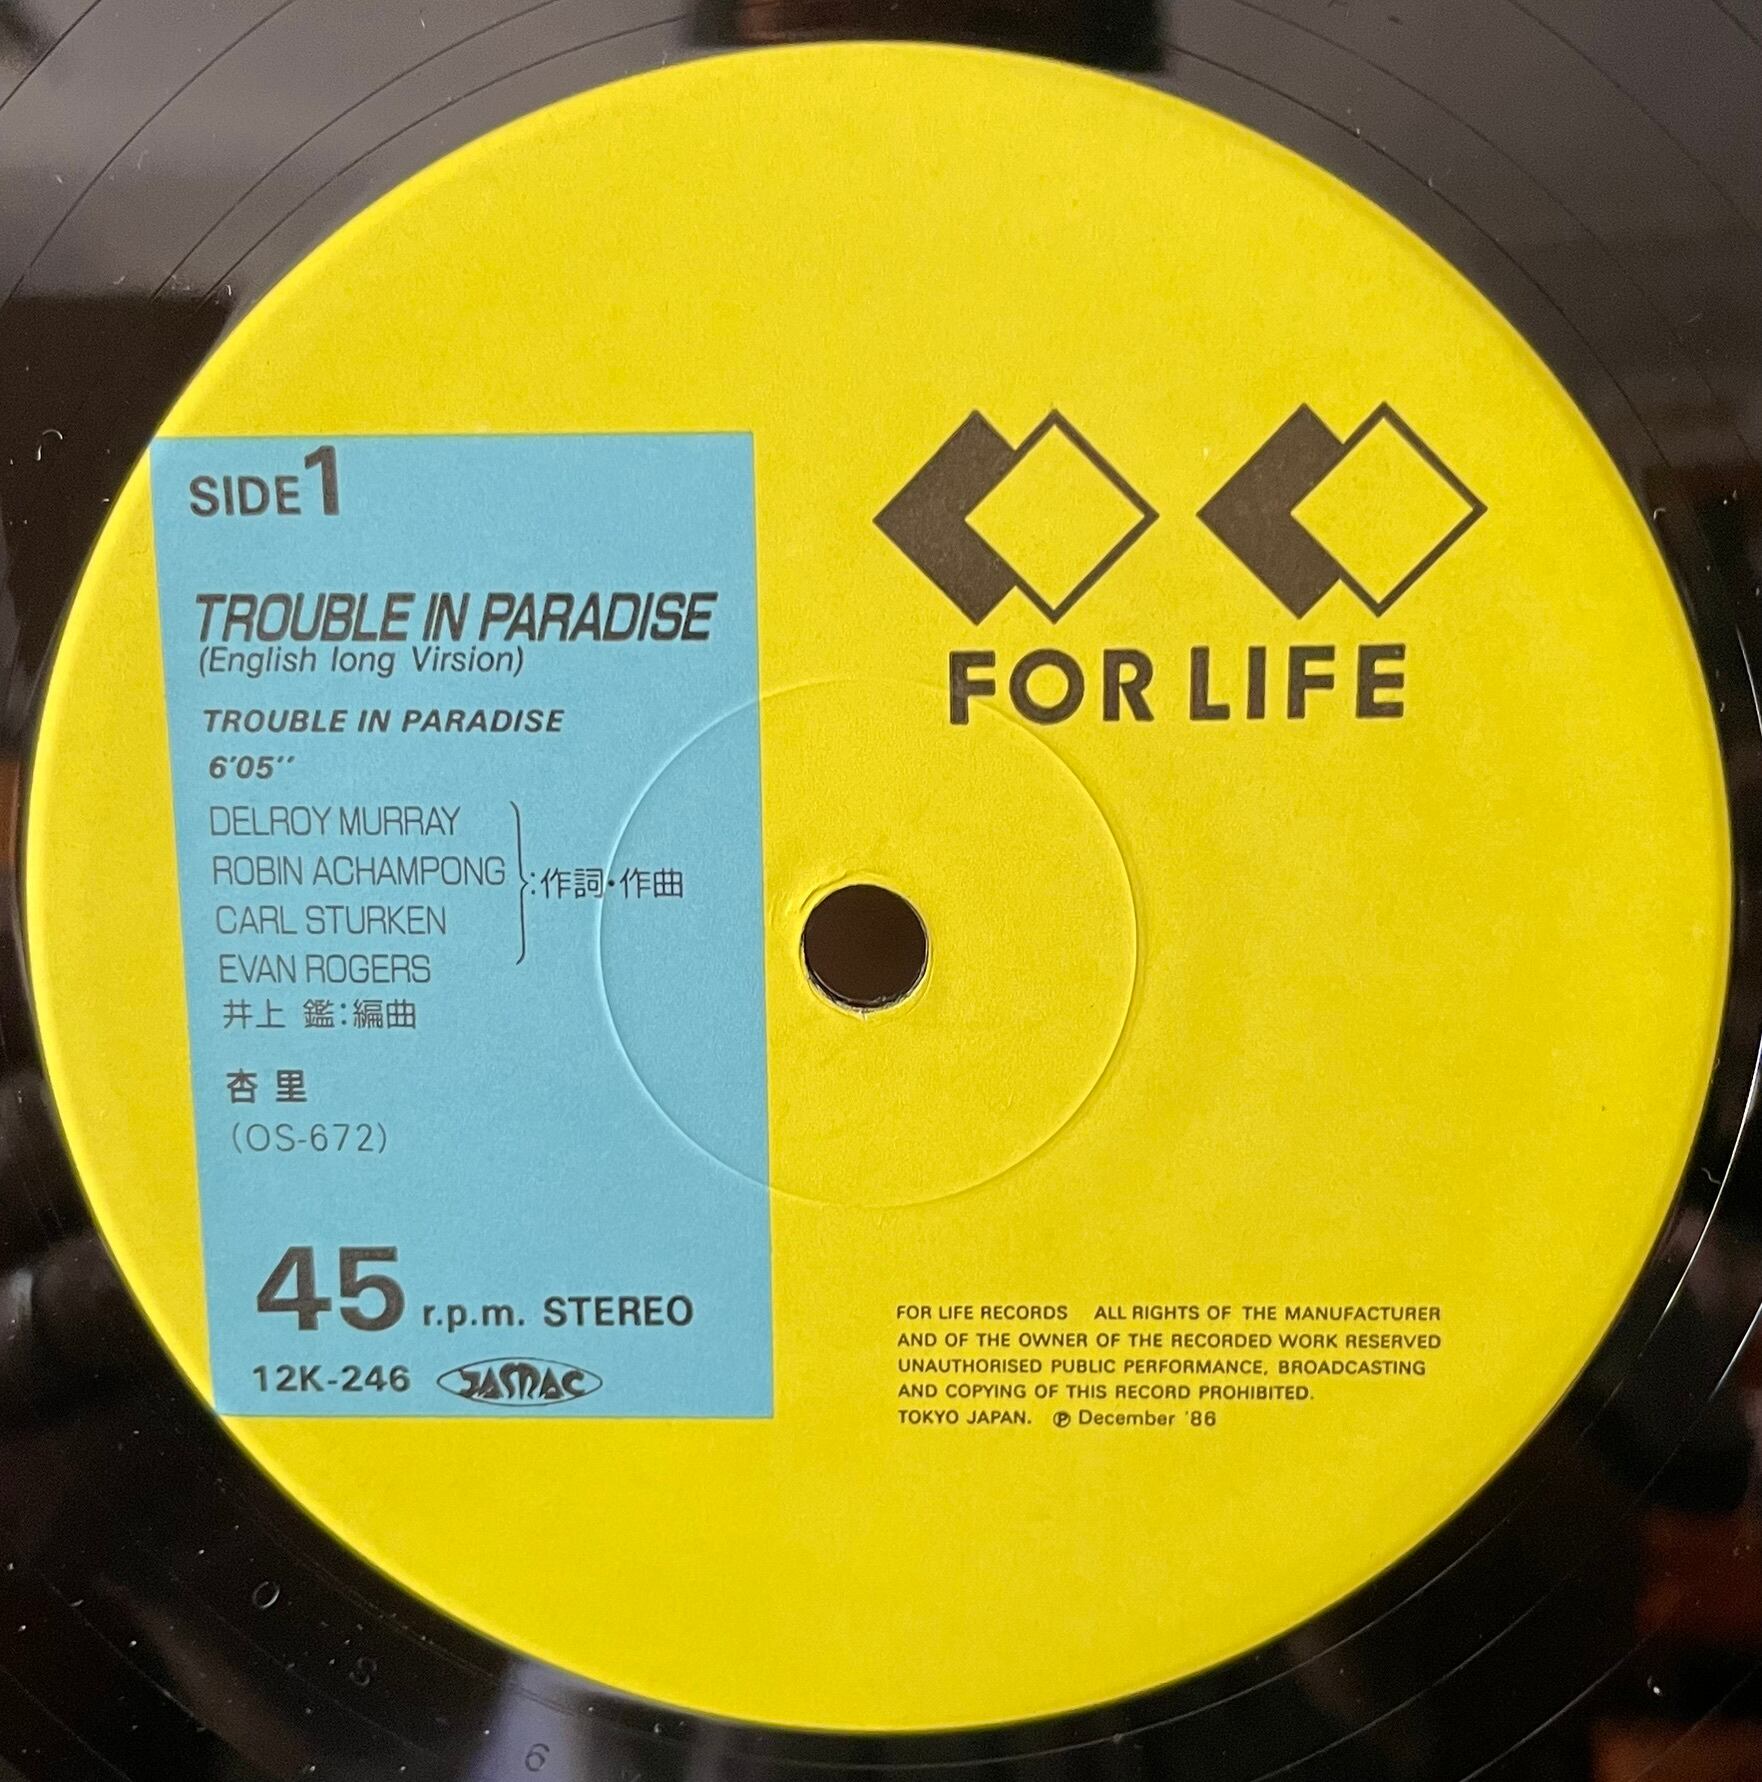 SIDE 1
TROUBLE IN PARADISE
(English long Virsion)
TROUBLE IN PARADISE
6'05''
DELROY MURRAY
ROBIN ACHAMPONG
CARL STURKEN
EVAN ROGERS
:作詞・作曲
井上 鑑:編曲
杏里
(OS-672)
45 r.p.m. STEREO
12K-246 JASRAC
FOR LIFE
FOR LIFE RECORDS ALL RIGHTS OF THE MANUFACTURER
AND OF THE OWNER OF THE RECORDED WORK RESERVED
UNAUTHORISED PUBLIC PERFORMANCE, BROADCASTING
AND COPYING OF THIS RECORD PROHIBITED.
TOKYO JAPAN. ℗ December '86